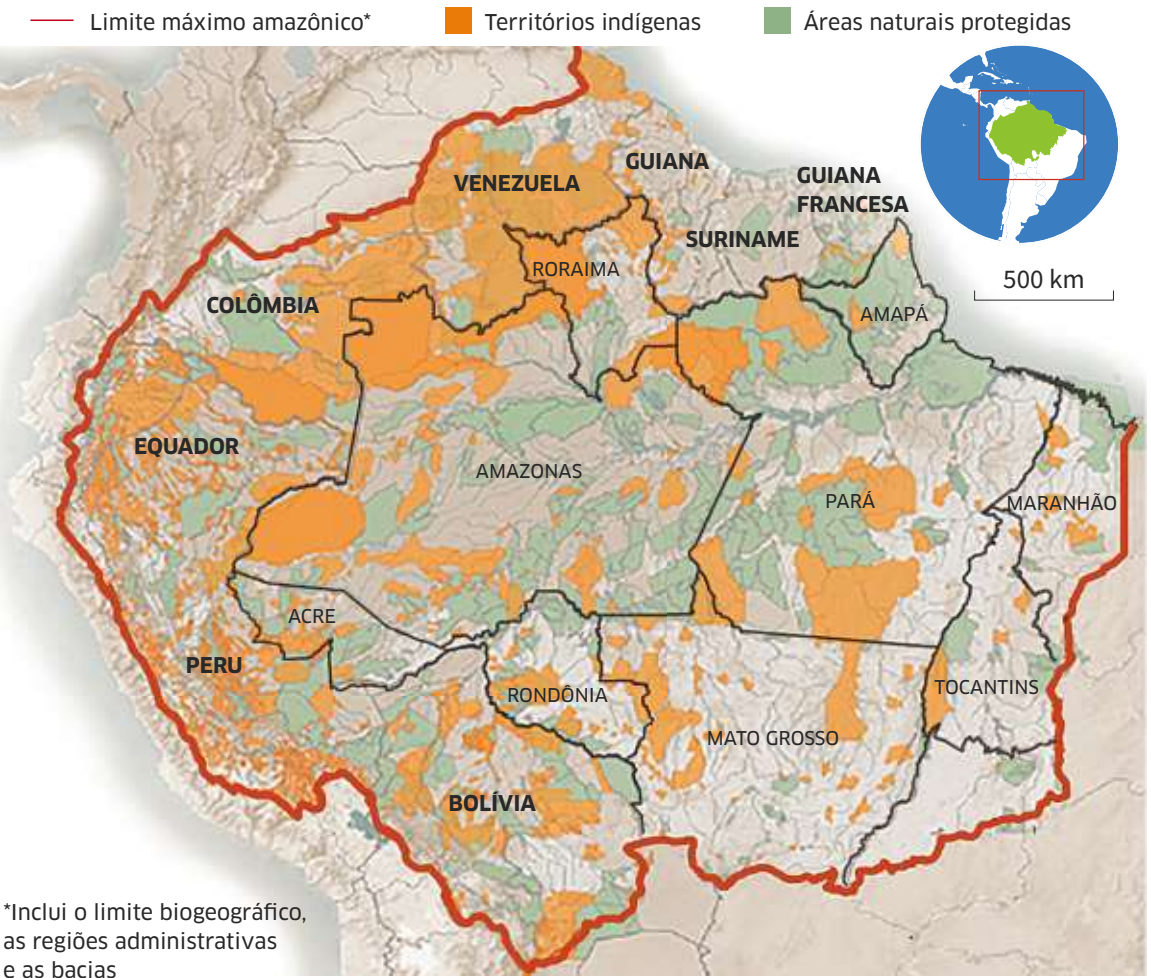 Limite máximo amazônico*
Territórios indígenas
Áreas naturais protegidas
GUIANA
VENEZUELA
GUIANA
FRANCESA
SURINAME
RORAIMA
500 km
COLÔMBIA
AMAPÁ
EQUADOR
AMAZONAS
PARÁ
MARANHÃO
ACRE
PERU
RONDÔNIA
TOCANTINS
MATO GROSSO
BOLÍVIA
*Inclui o limite biogeográfico,
as regiões administrativas
e as bacias